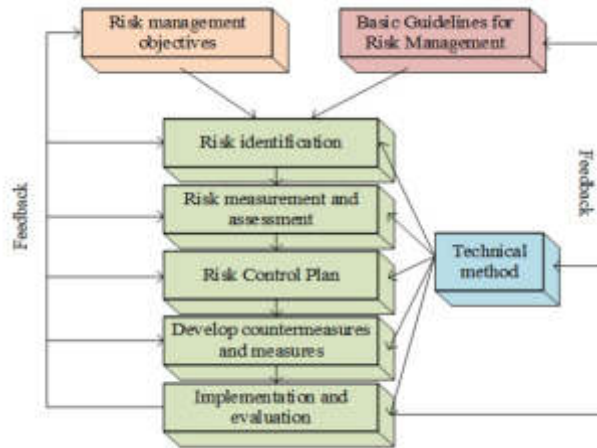 Risk management
objectives
Basic Guidelines for
Risk Management
Risk identification
Risk measurement and
assessment
Risk Control Plan
Develop countermeasures
and measures
Implementation and
evaluation
Technical
method
Feedback
Feedback